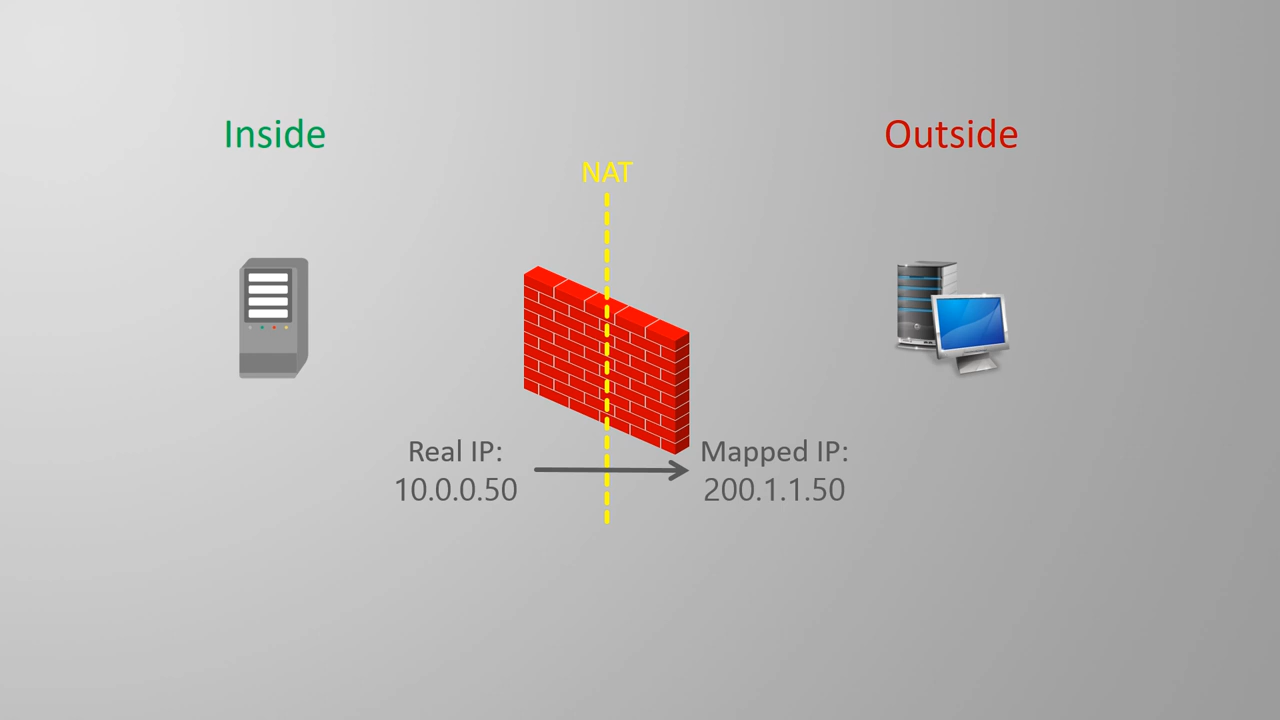 Inside
Outside
NAT
Real IP:
10.0.0.50
Mapped IP:
200.1.1.50